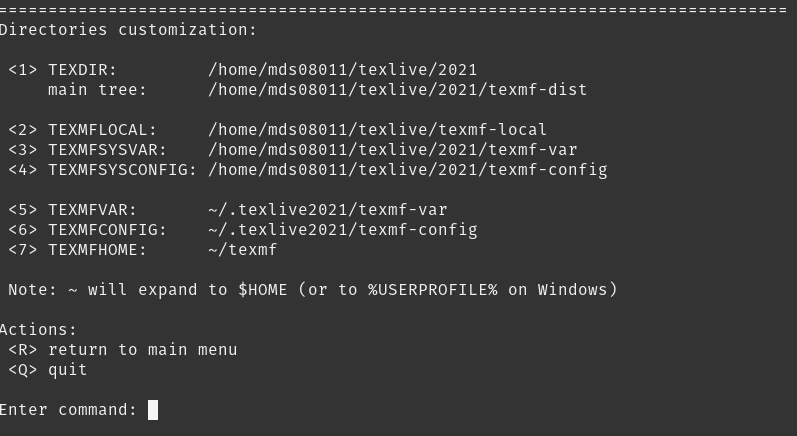 ===============================================================================
Directories customization:

 <1> TEXDIR:         /home/mds08011/texlive/2021
     main tree:      /home/mds08011/texlive/2021/texmf-dist

 <2> TEXMFLOCAL:     /home/mds08011/texlive/texmf-local
 <3> TEXMFSYSVAR:    /home/mds08011/texlive/2021/texmf-var
 <4> TEXMFSYSCONFIG: /home/mds08011/texlive/2021/texmf-config

 <5> TEXMFVAR:       ~/.texlive2021/texmf-var
 <6> TEXMFCONFIG:    ~/.texlive2021/texmf-config
 <7> TEXMFHOME:      ~/texmf

 Note: ~ will expand to $HOME (or to %USERPROFILE% on Windows)

Actions:
 <R> return to main menu
 <Q> quit

Enter command: